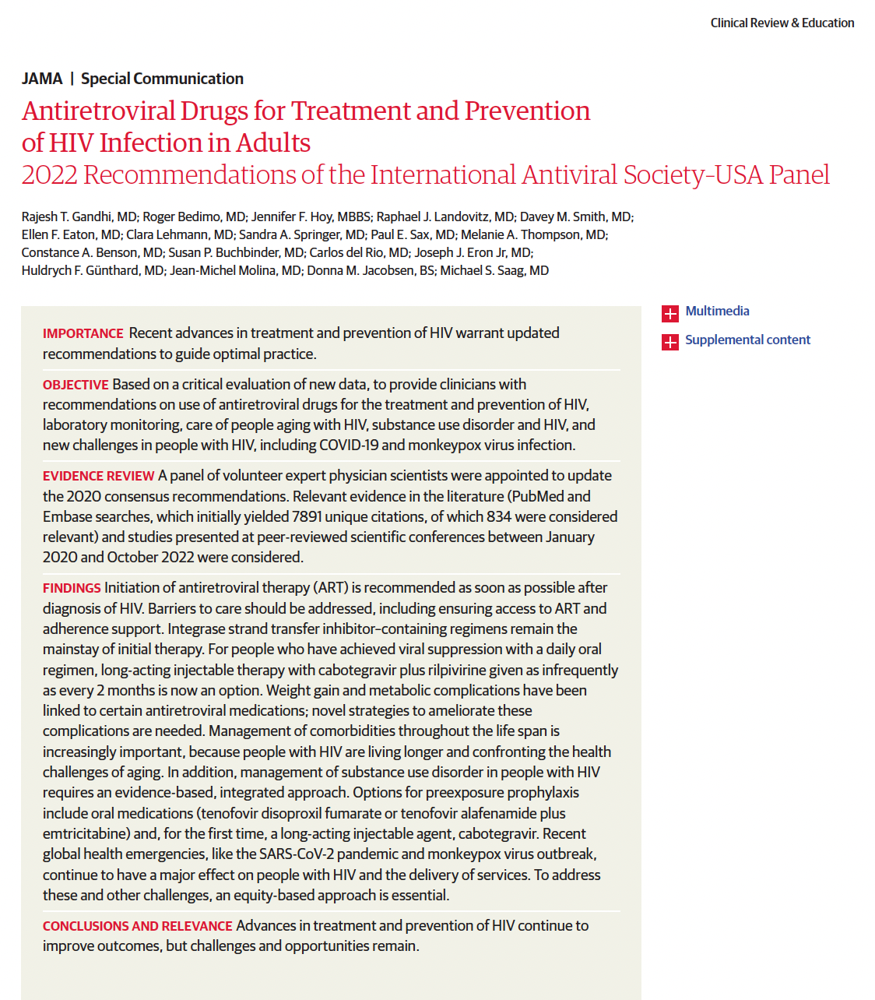 Clinical Review & Education
JAMA | Special Communication
Antiretroviral Drugs for Treatment and Prevention
of HIV Infection in Adults
2022 Recommendations of the International Antiviral Society–USA Panel
Rajesh T. Gandhi, MD; Roger Bedimo, MD; Jennifer F. Hoy, MBBS; Raphael J. Landovitz, MD; Davey M. Smith, MD;
Ellen F. Eaton, MD; Clara Lehmann, MD; Sandra A. Springer, MD; Paul E. Sax, MD; Melanie A. Thompson, MD;
Constance A. Benson, MD; Susan P. Buchbinder, MD; Carlos del Rio, MD; Joseph J. Eron Jr, MD;
Huldrych F. Günthard, MD; Jean-Michel Molina, MD; Donna M. Jacobsen, BS; Michael S. Saag, MD
Multimedia
Supplemental content
IMPORTANCE Recent advances in treatment and prevention of HIV warrant updated
recommendations to guide optimal practice.
OBJECTIVE Based on a critical evaluation of new data, to provide clinicians with
recommendations on use of antiretroviral drugs for the treatment and prevention of HIV,
laboratory monitoring, care of people aging with HIV, substance use disorder and HIV, and
new challenges in people with HIV, including COVID-19 and monkeypox virus infection.
EVIDENCE REVIEW A panel of volunteer expert physician scientists were appointed to update
the 2020 consensus recommendations. Relevant evidence in the literature (PubMed and
Embase searches, which initially yielded 7891 unique citations, of which 834 were considered
relevant) and studies presented at peer-reviewed scientific conferences between January
2020 and October 2022 were considered.
FINDINGS Initiation of antiretroviral therapy (ART) is recommended as soon as possible after
diagnosis of HIV. Barriers to care should be addressed, including ensuring access to ART and
adherence support. Integrase strand transfer inhibitor–containing regimens remain the
mainstay of initial therapy. For people who have achieved viral suppression with a daily oral
regimen, long-acting injectable therapy with cabotegravir plus rilpivirine given as infrequently
as every 2 months is now an option. Weight gain and metabolic complications have been
linked to certain antiretroviral medications; novel strategies to ameliorate these
complications are needed. Management of comorbidities throughout the life span is
increasingly important, because people with HIV are living longer and confronting the health
challenges of aging. In addition, management of substance use disorder in people with HIV
requires an evidence-based, integrated approach. Options for preexposure prophylaxis
include oral medications (tenofovir disoproxil fumarate or tenofovir alafenamide plus
emtricitabine) and, for the first time, a long-acting injectable agent, cabotegravir. Recent
global health emergencies, like the SARS-CoV-2 pandemic and monkeypox virus outbreak,
continue to have a major effect on people with HIV and the delivery of services. To address
these and other challenges, an equity-based approach is essential.
CONCLUSIONS AND RELEVANCE Advances in treatment and prevention of HIV continue to
improve outcomes, but challenges and opportunities remain.